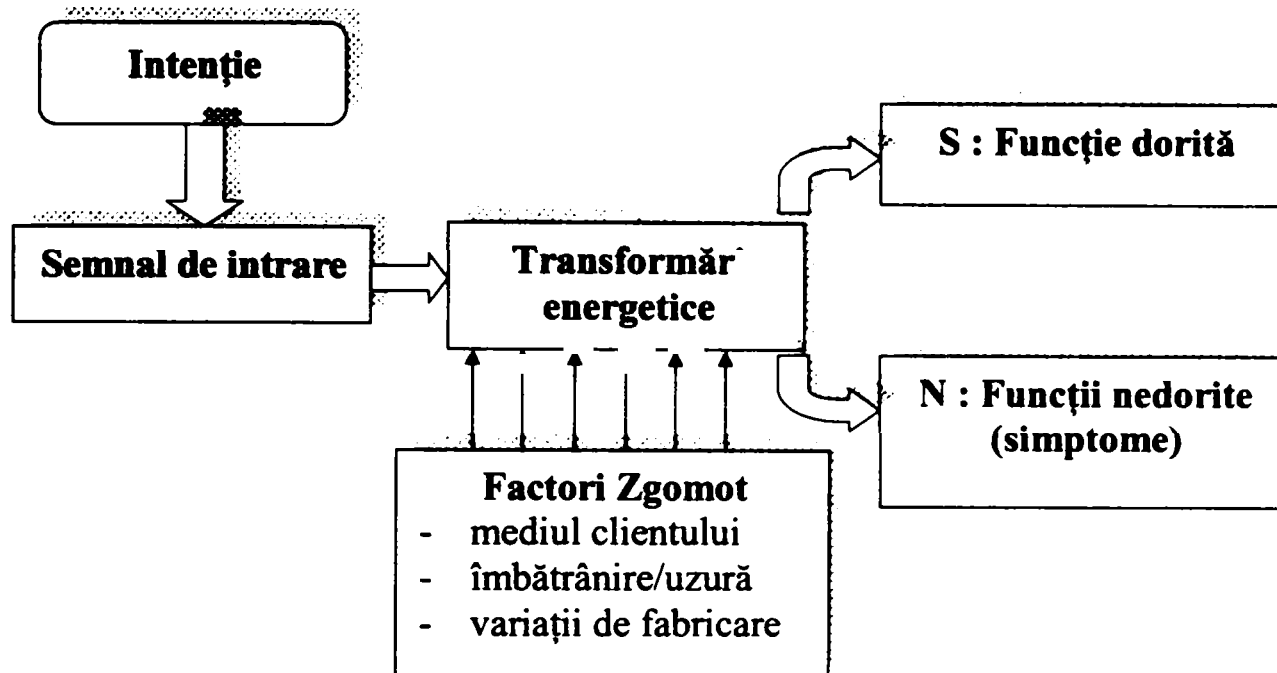 Intenție
Semnal de intrare
Transformăr
energetice
S : Funcție dorită
N : Funcții nedorite
(simptome)
Factori Zgomot
- mediul clientului
- îmbătrânire/uzură
- variații de fabricare